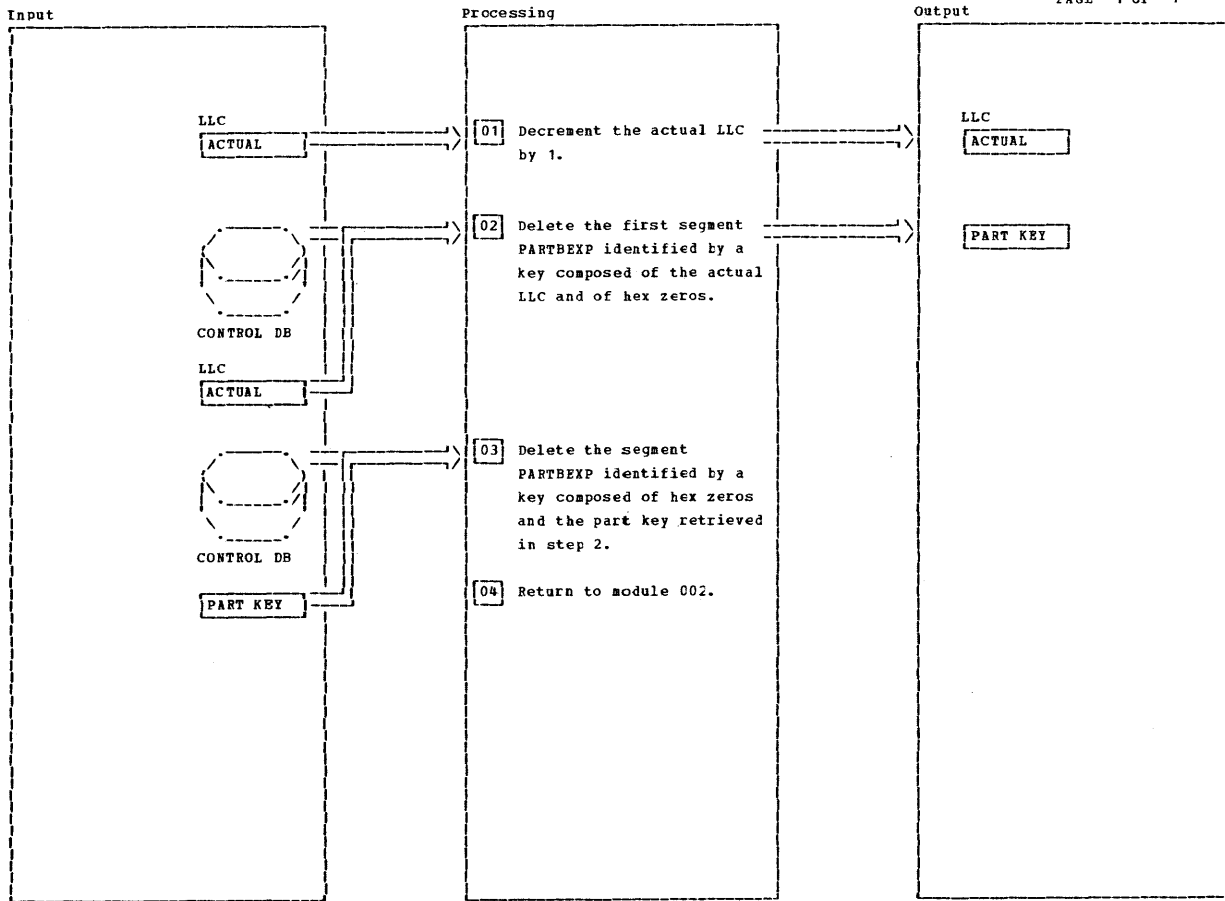 Input
Processing
Output
LLC
ACTUAL
01 Decrement the actual LLC
by 1.
LLC
ACTUAL
CONTROL DB
LLC
ACTUAL
02 Delete the first segment
PARTBEXP identified by a
key composed of the actual
LLC and of hex zeros.
PART KEY
CONTROL DB
PART KEY
03 Delete the segment
PARTBEXP identified by a
key composed of hex zeros
and the part key retrieved
in step 2.
04 Return to module 002.